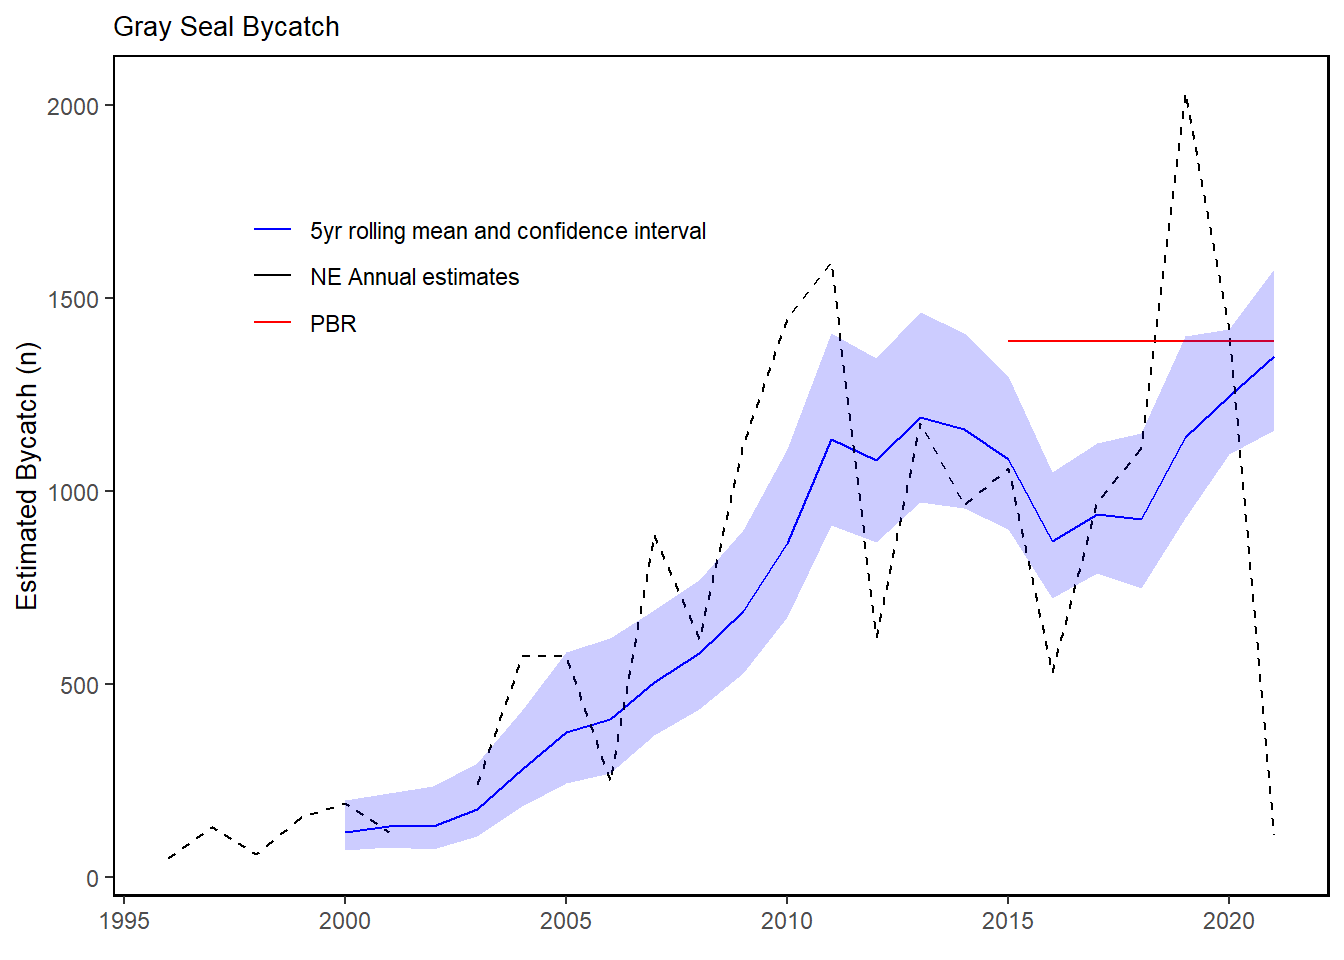 Gray Seal Bycatch
Estimated Bycatch (n)
2000
1500
1000
500
0
5yr rolling mean and confidence interval
NE Annual estimates
PBR
1995 2000 2005 2010 2015 2020